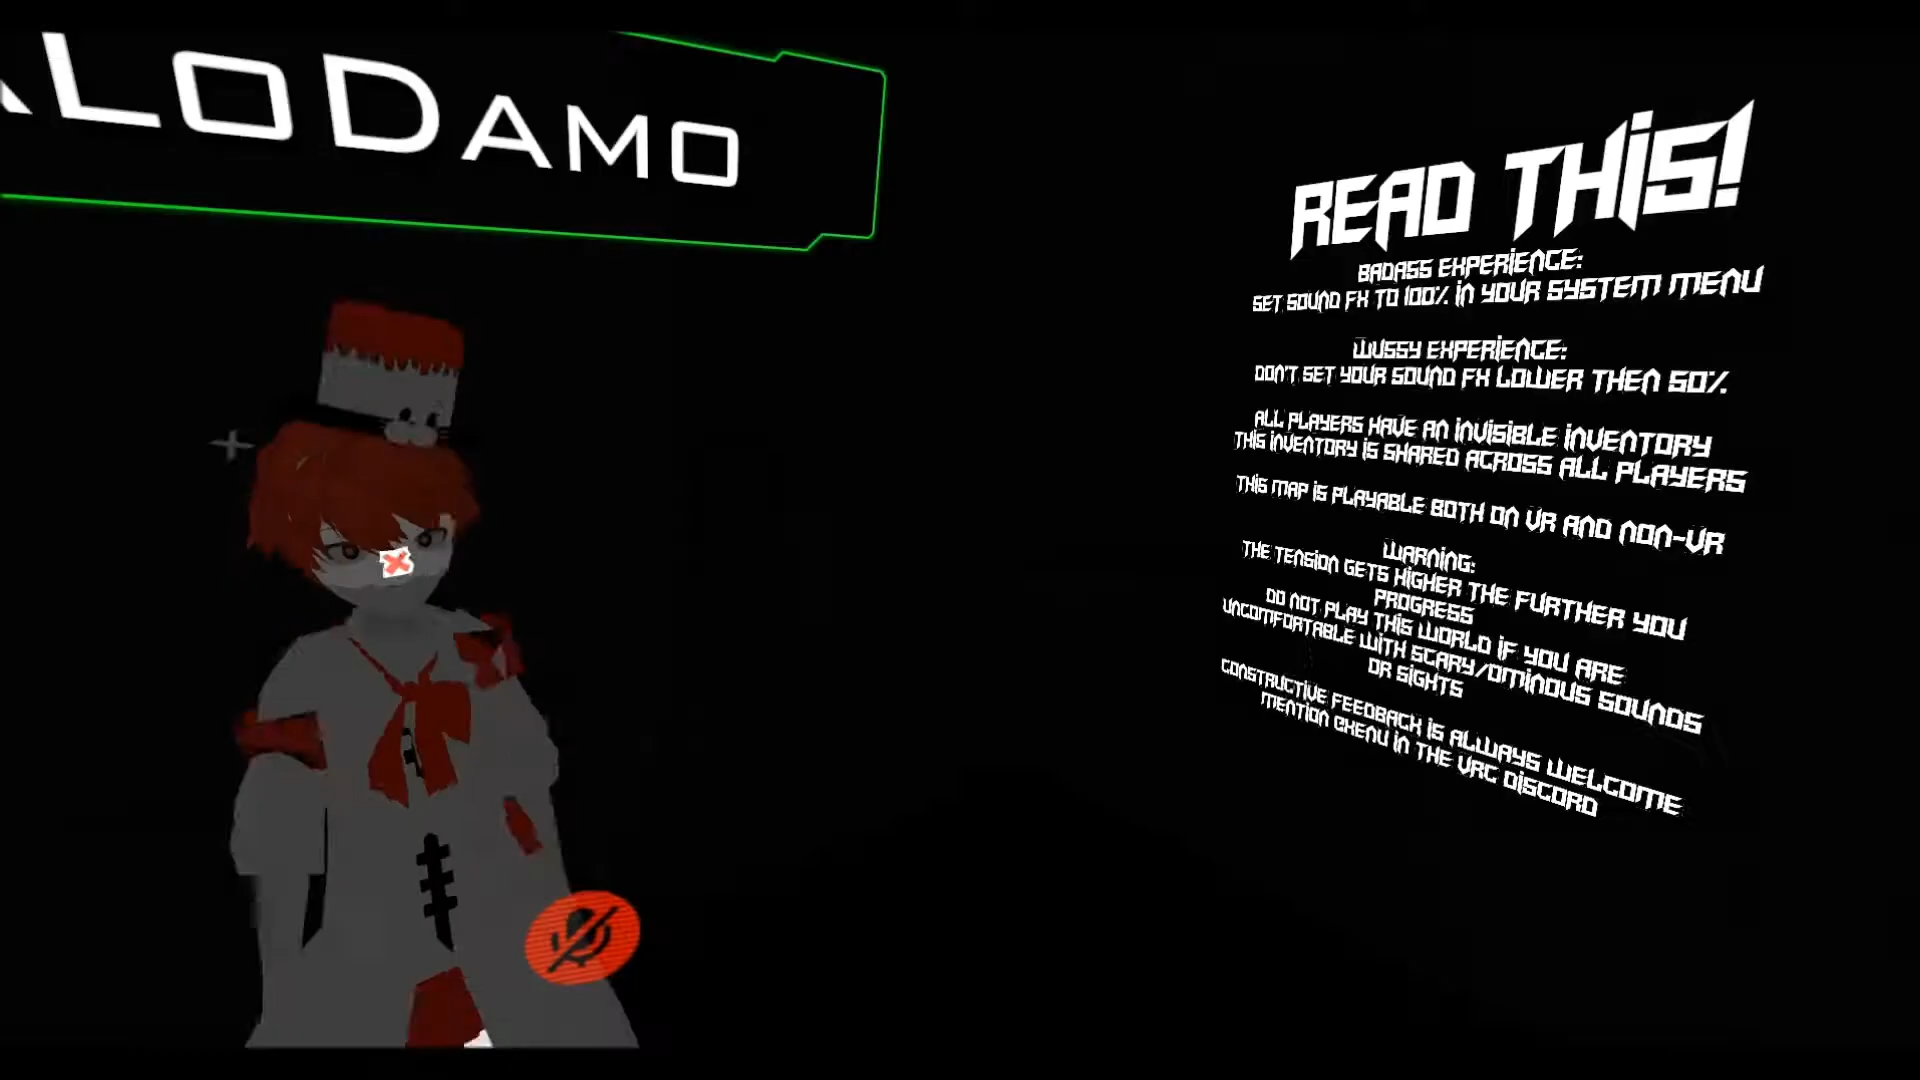 LODAMO
READ THIS!
BADASS EXPERIENCE:
SET SOUND FX TO 100% IN YOUR SYSTEM MENU
WUSSY EXPERIENCE:
DON'T SET YOUR SOUND FX LOWER THEN 50%
ALL PLAYERS HAVE AN INVISIBLE INVENTORY
THIS INVENTORY IS SHARED ACROSS ALL PLAYERS
THIS MAP IS PLAYABLE BOTH ON VR AND NON-VR
WARNING:
THE TENSION GETS HIGHER THE FURTHER YOU
PROGRESS
DO NOT PLAY THIS WORLD IF YOU ARE
UNCOMFORTABLE WITH SCARY/OMINOUS SOUNDS
OR SIGHTS
CONSTRUCTIVE FEEDBACK IS ALWAYS WELCOME
MENTION EXENU IN THE VRC DISCORD